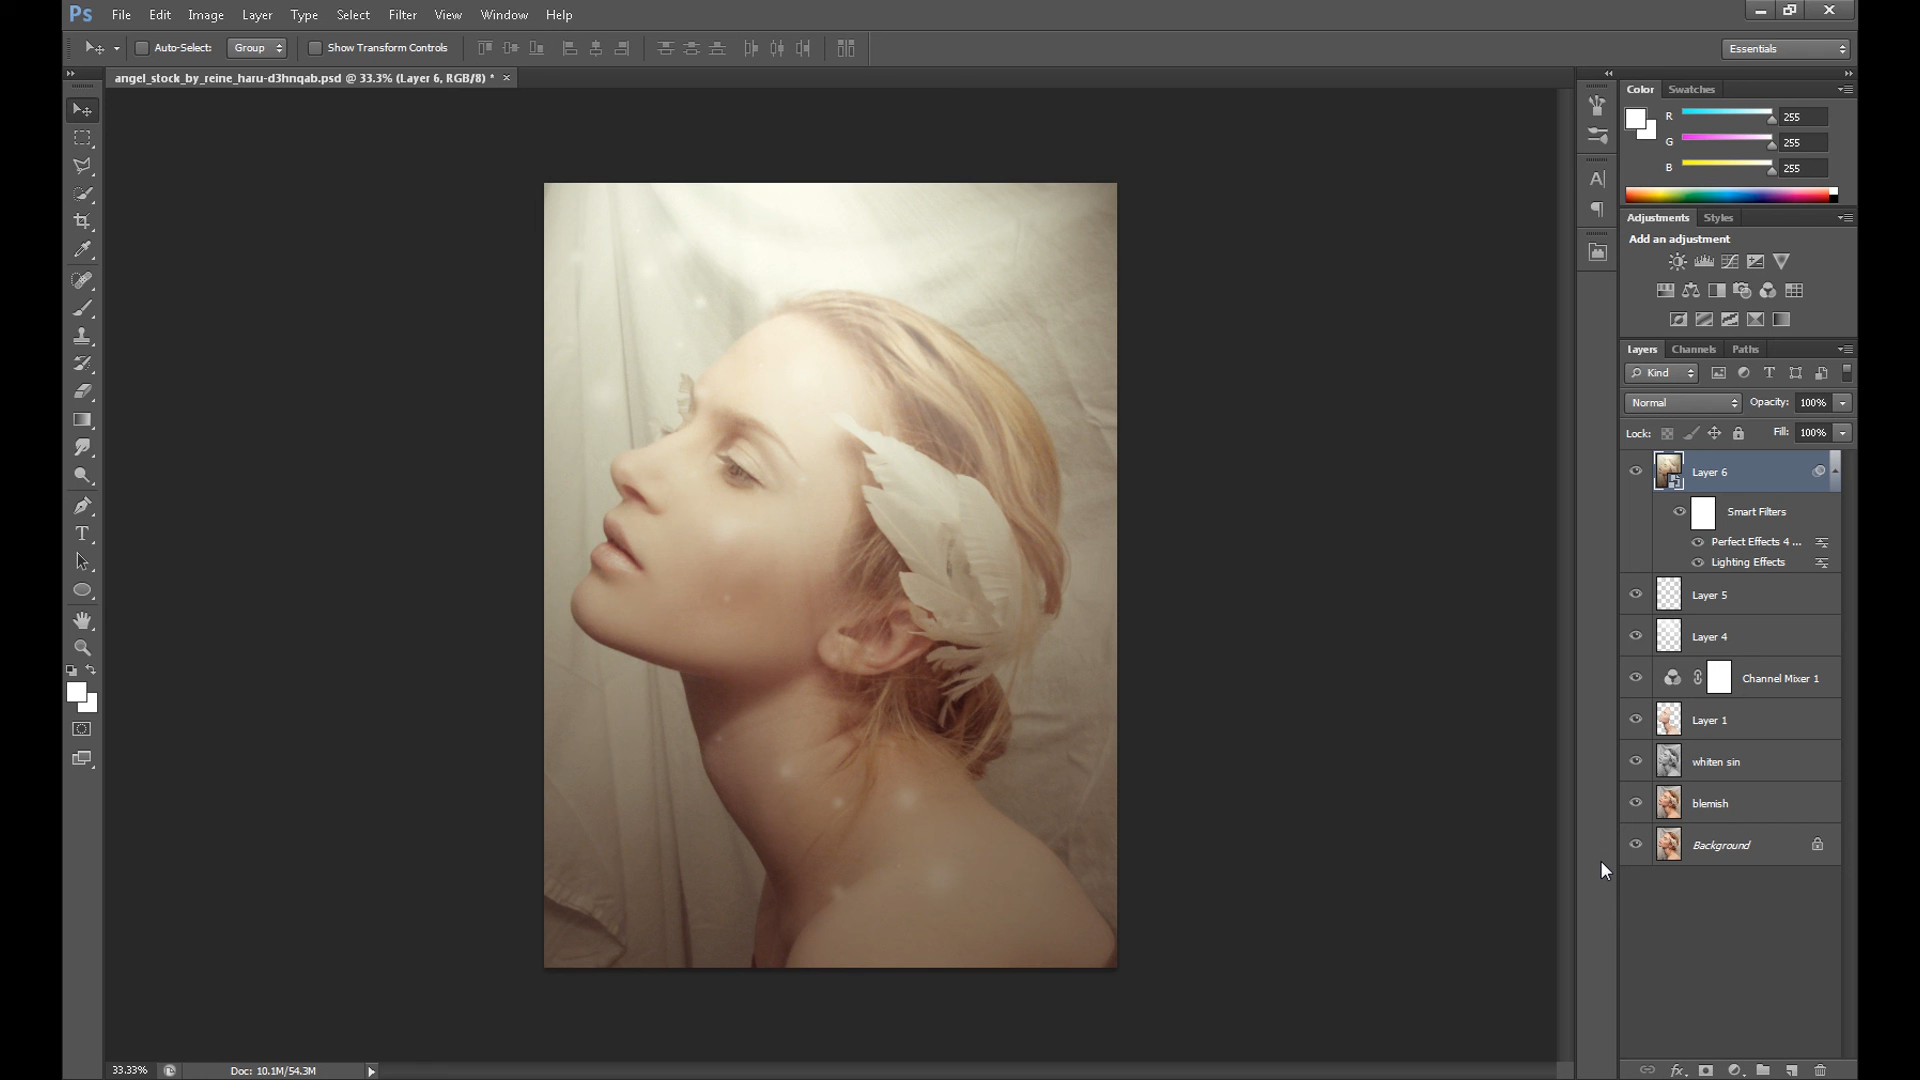 Ps File Edit Image Layer Type Select Filter View Window Help
Auto-Select: Group Show Transform Controls Essentials
angel_stock_by_reine_haru-d3hnqab.psd @ 33.3% (Layer 6, RGB/8) *
Color Swatches
R 255
G 255
B 255
Adjustments Styles
Add an adjustment
Layers Channels Paths
Kind
Normal Opacity: 100%
Lock: Fill: 100%
Layer 6
Smart Filters
Perfect Effects 4 ...
Lighting Effects
Layer 5
Layer 4
Channel Mixer 1
Layer 1
whiten sin
blemish
Background
33.33% Doc: 10.1M/54.3M